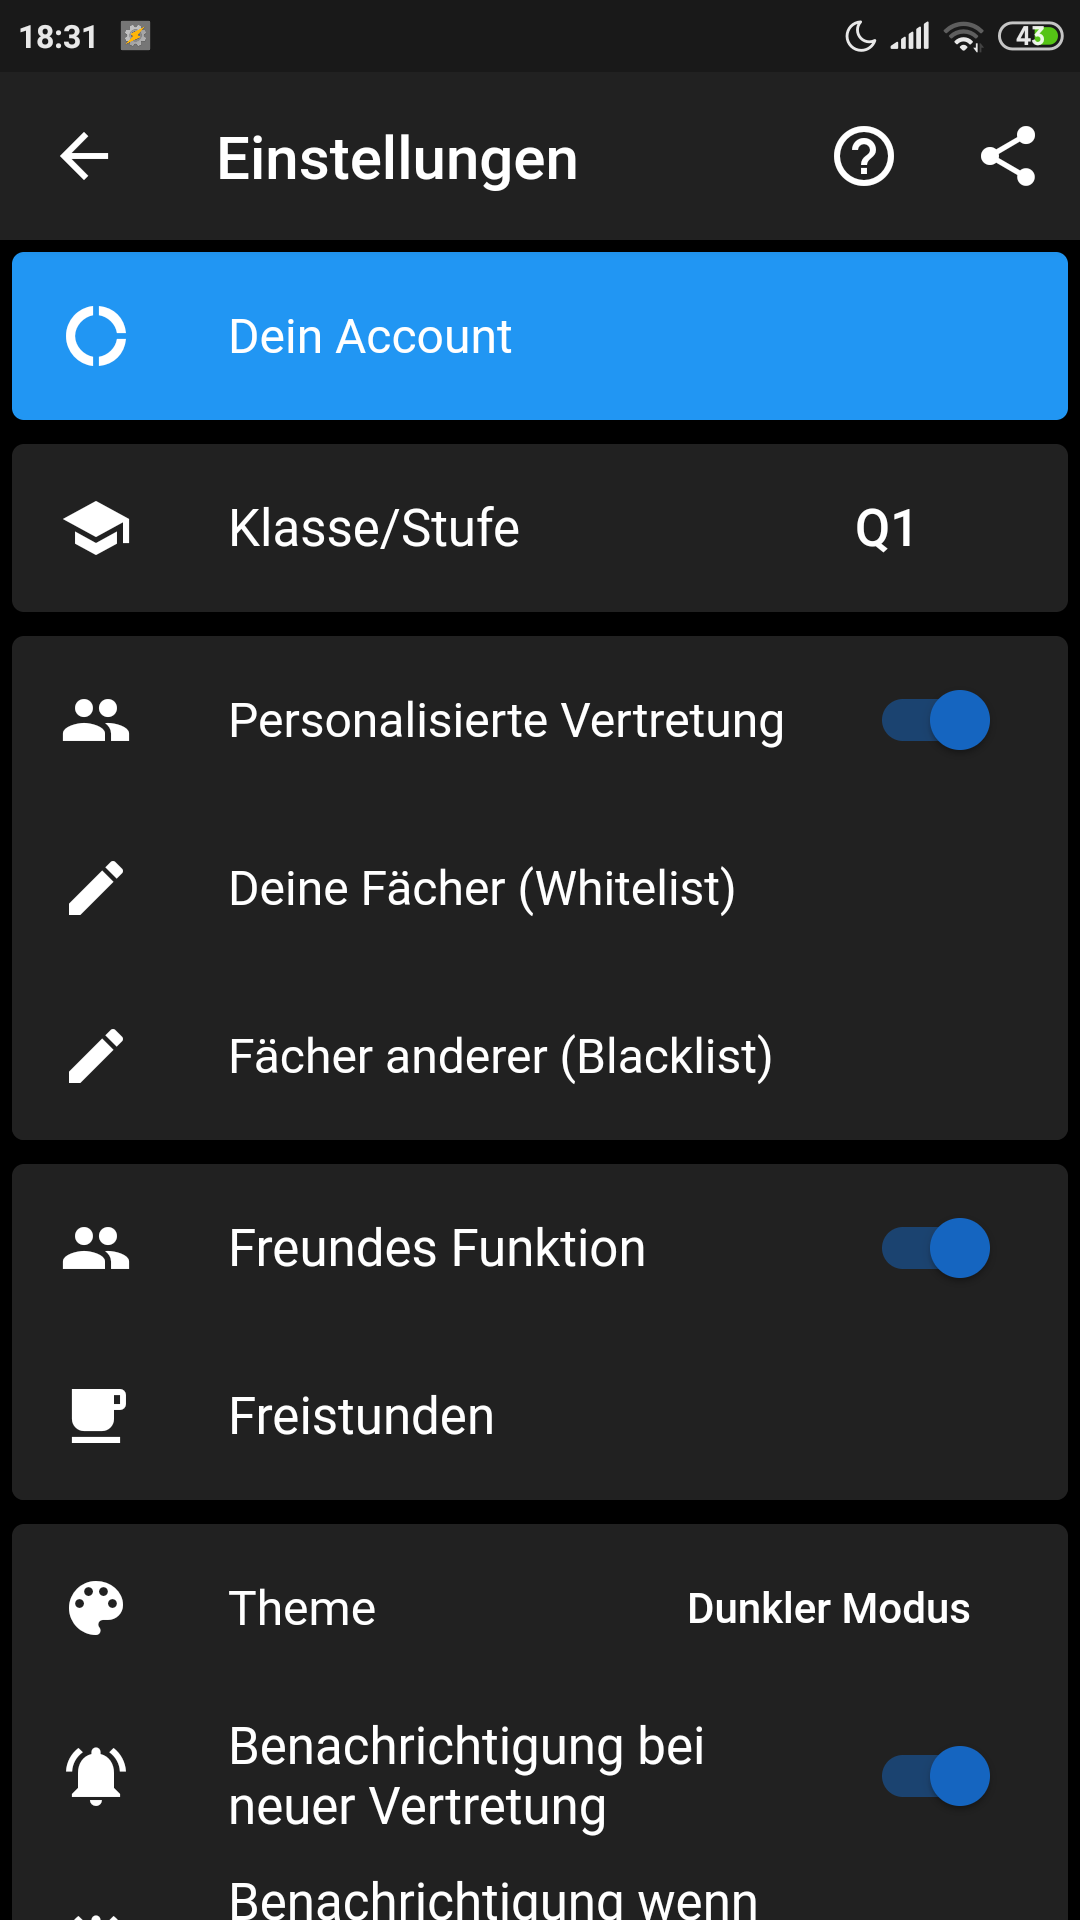 18:31
43
Einstellungen
Dein Account
Klasse/Stufe Q1
Personalisierte Vertretung
Deine Fächer (Whitelist)
Fächer anderer (Blacklist)
Freundes Funktion
Freistunden
Theme Dunkler Modus
Benachrichtigung bei
neuer Vertretung
Benachrichtigung wenn